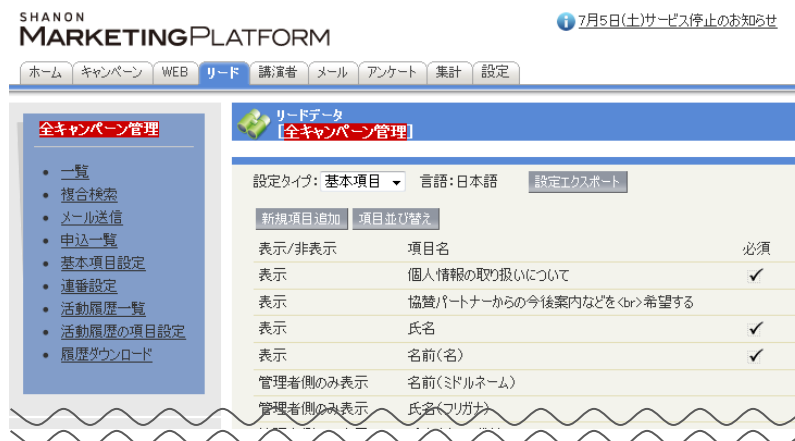 SHANON
MARKETINGPLATFORM
7月5日(土)サービス停止のお知らせ
ホーム キャンペーン WEB リード 講演者 メール アンケート 集計 設定
全キャンペーン管理
一覧
複合検索
メール送信
申込一覧
基本項目設定
連番設定
活動履歴一覧
活動履歴の項目設定
履歴ダウンロード
リードデータ
[全キャンペーン管理]
設定タイプ: 基本項目 言語:日本語 設定エクスポート
新規項目追加 項目並び替え
表示/非表示 項目名 必須
表示 個人情報の取り扱いについて ✓
表示 協賛パートナーからの今後案内などを<br>希望する
表示 氏名 ✓
表示 名前(名) ✓
管理者側のみ表示 名前(ミドルネーム)
管理者側のみ表示 氏名(フリガナ)